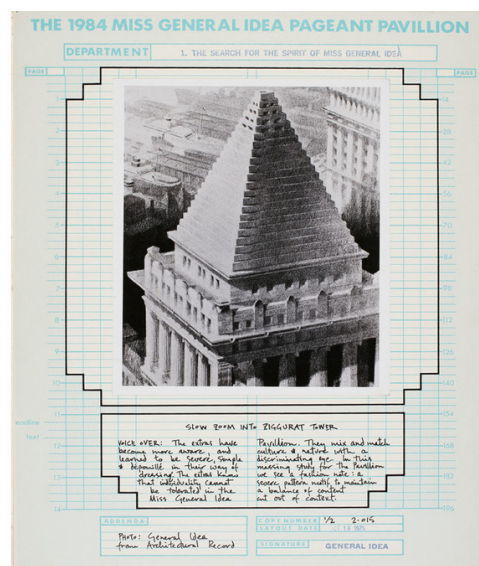 THE 1984 MISS GENERAL IDEA PAGEANT PAVILLION
DEPARTMENT 1. THE SEARCH FOR THE SPIRIT OF MISS GENERAL IDEA
PAGE PAGE
SLOW ZOOM INTO ZIGGURAT TOWER
VOICE OVER: The extras have
become more aware, and
learned to be severe, simple
& depouillé in their way of
dressing. The extras know
that individuality cannot
be tolerated in the
Miss General Idea
Pavillion. They mix and match
culture & nature with a
discriminating eye. In this
massing study for the Pavillion
we see a fashion note: a
severe pattern motif to maintain
a balance of content
cut out of context.
headline
text
ADDENDA
PHOTO: General Idea
from Architectural Record
COPY NUMBER 1/2 2-015
LAYOUT DATE 1975
SIGNATURE GENERAL IDEA